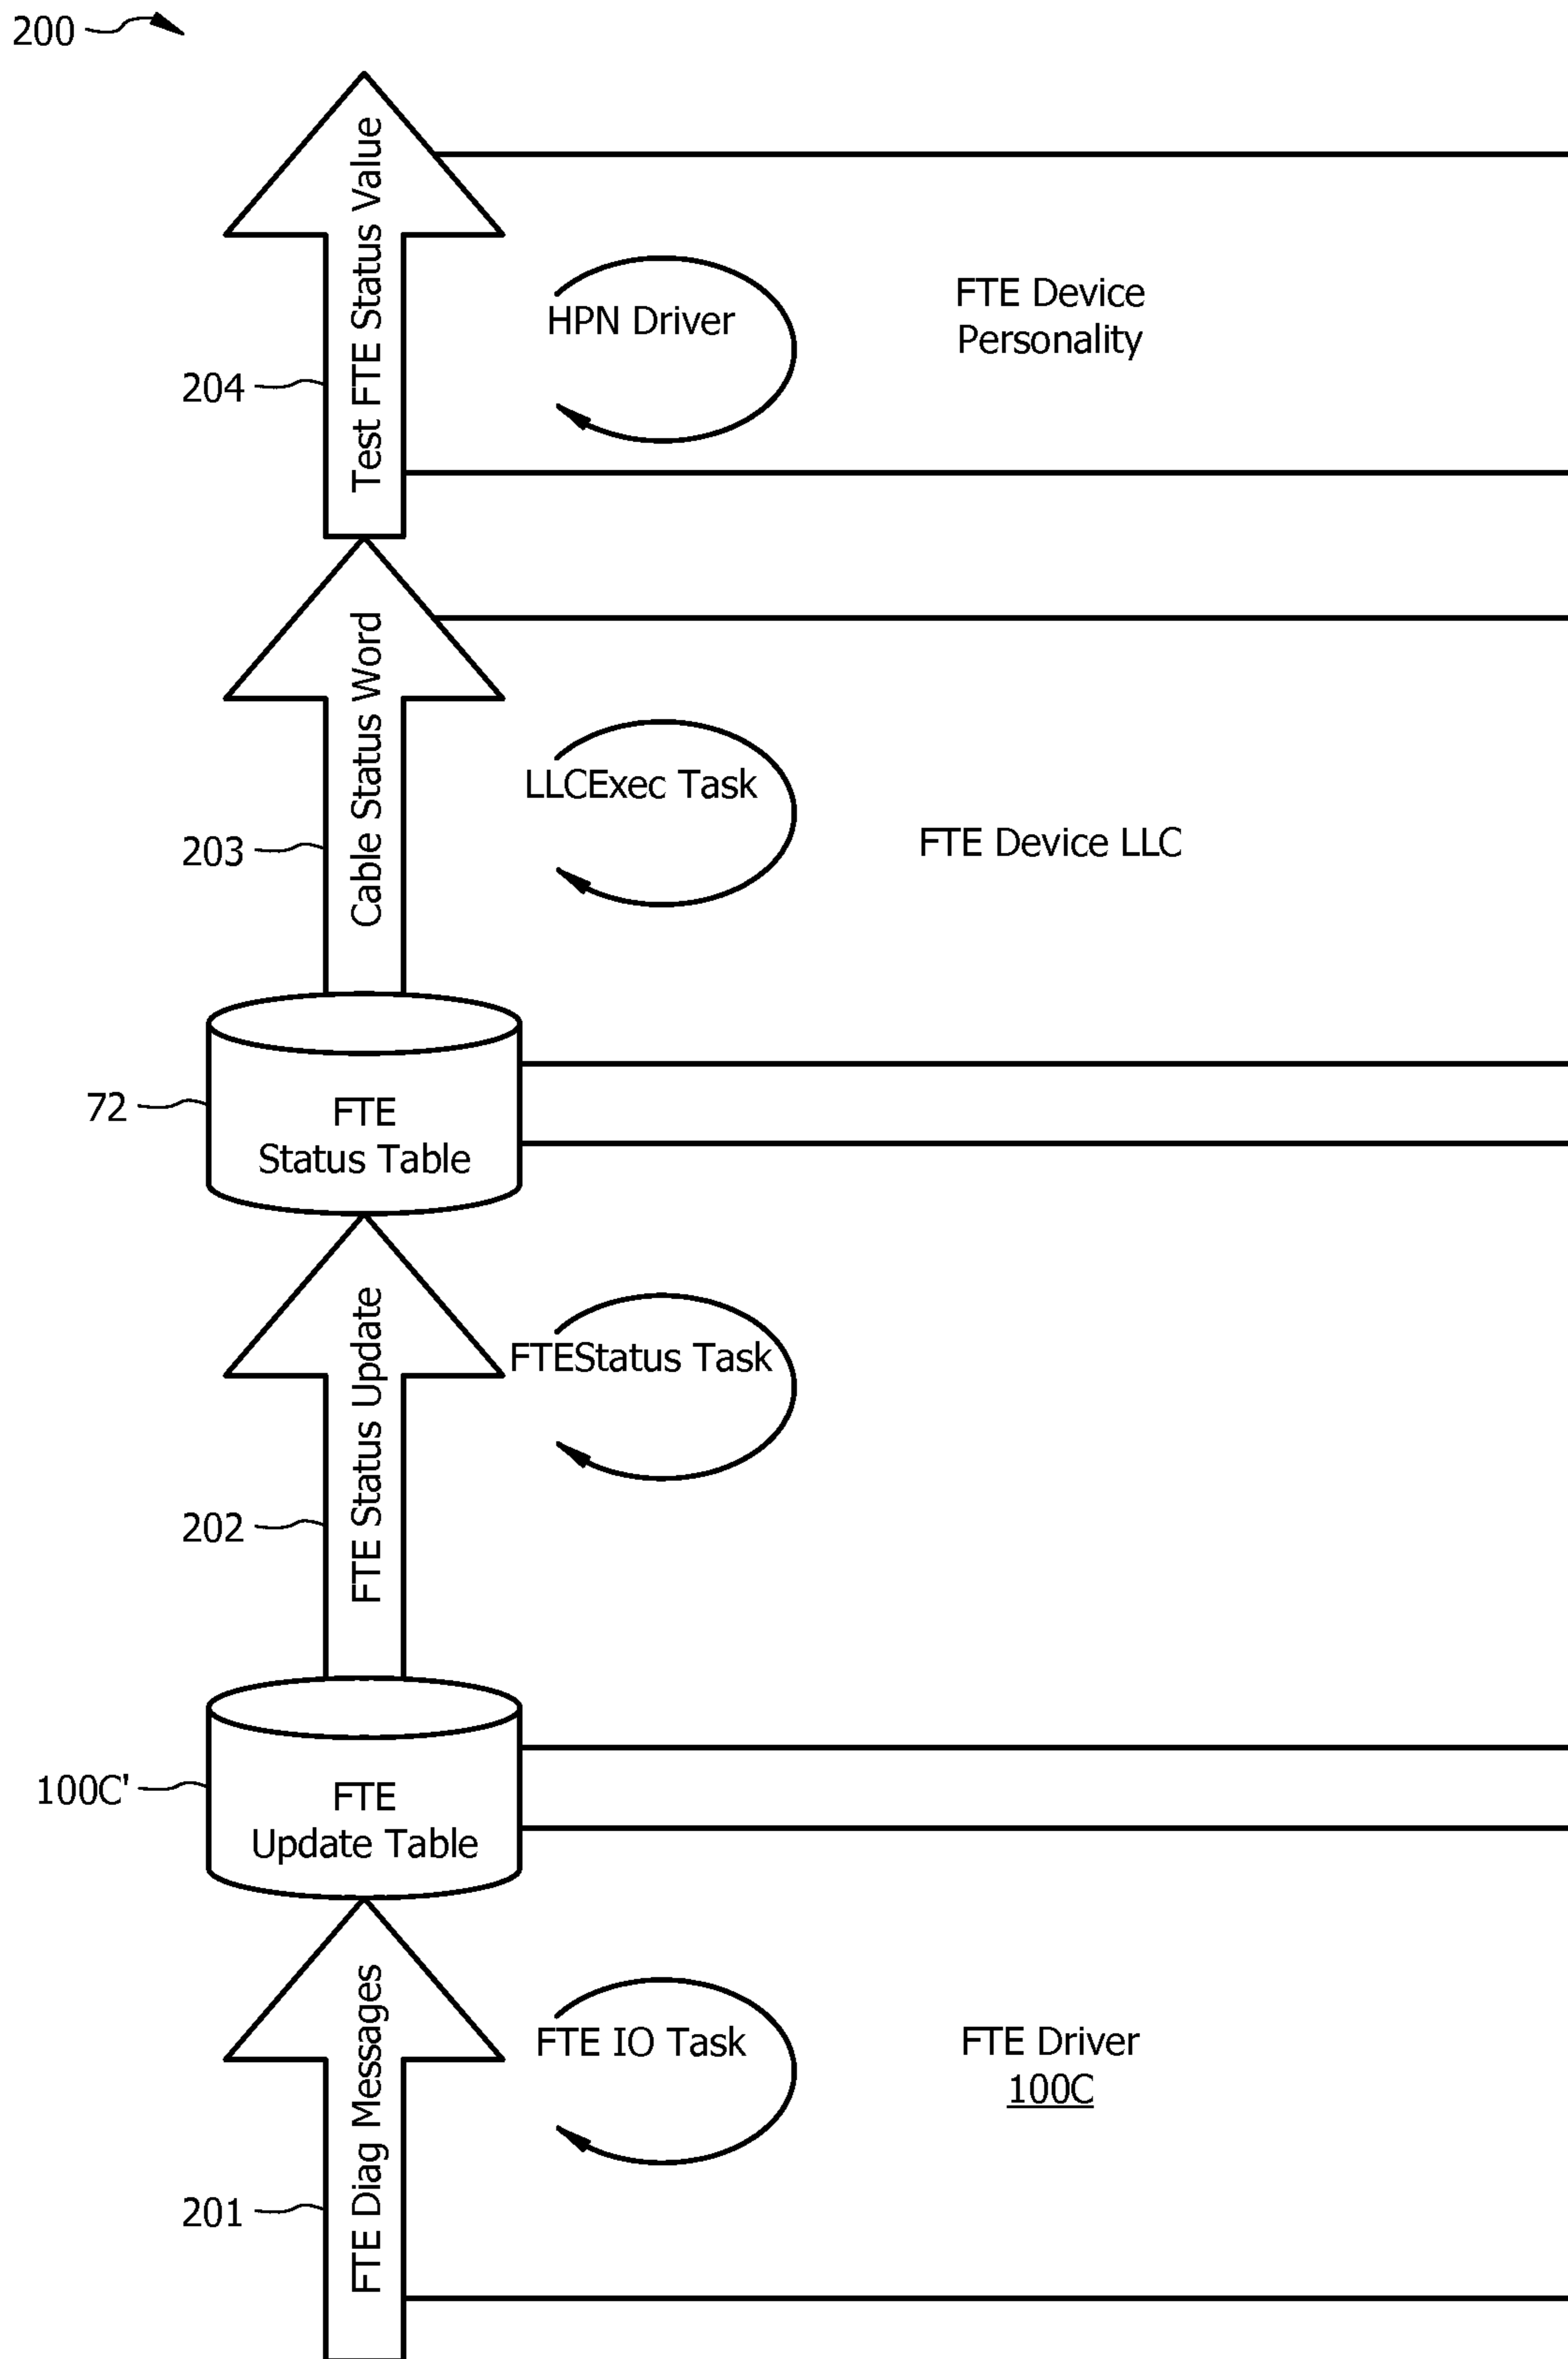 200
Test FTE Status Value
204
HPN Driver
FTE Device
Personality
Cable Status Word
203
LLCExec Task
FTE Device LLC
72
FTE
Status Table
FTE Status Update
202
FTEStatus Task
100C'
FTE
Update Table
FTE Diag Messages
201
FTE IO Task
FTE Driver
100C